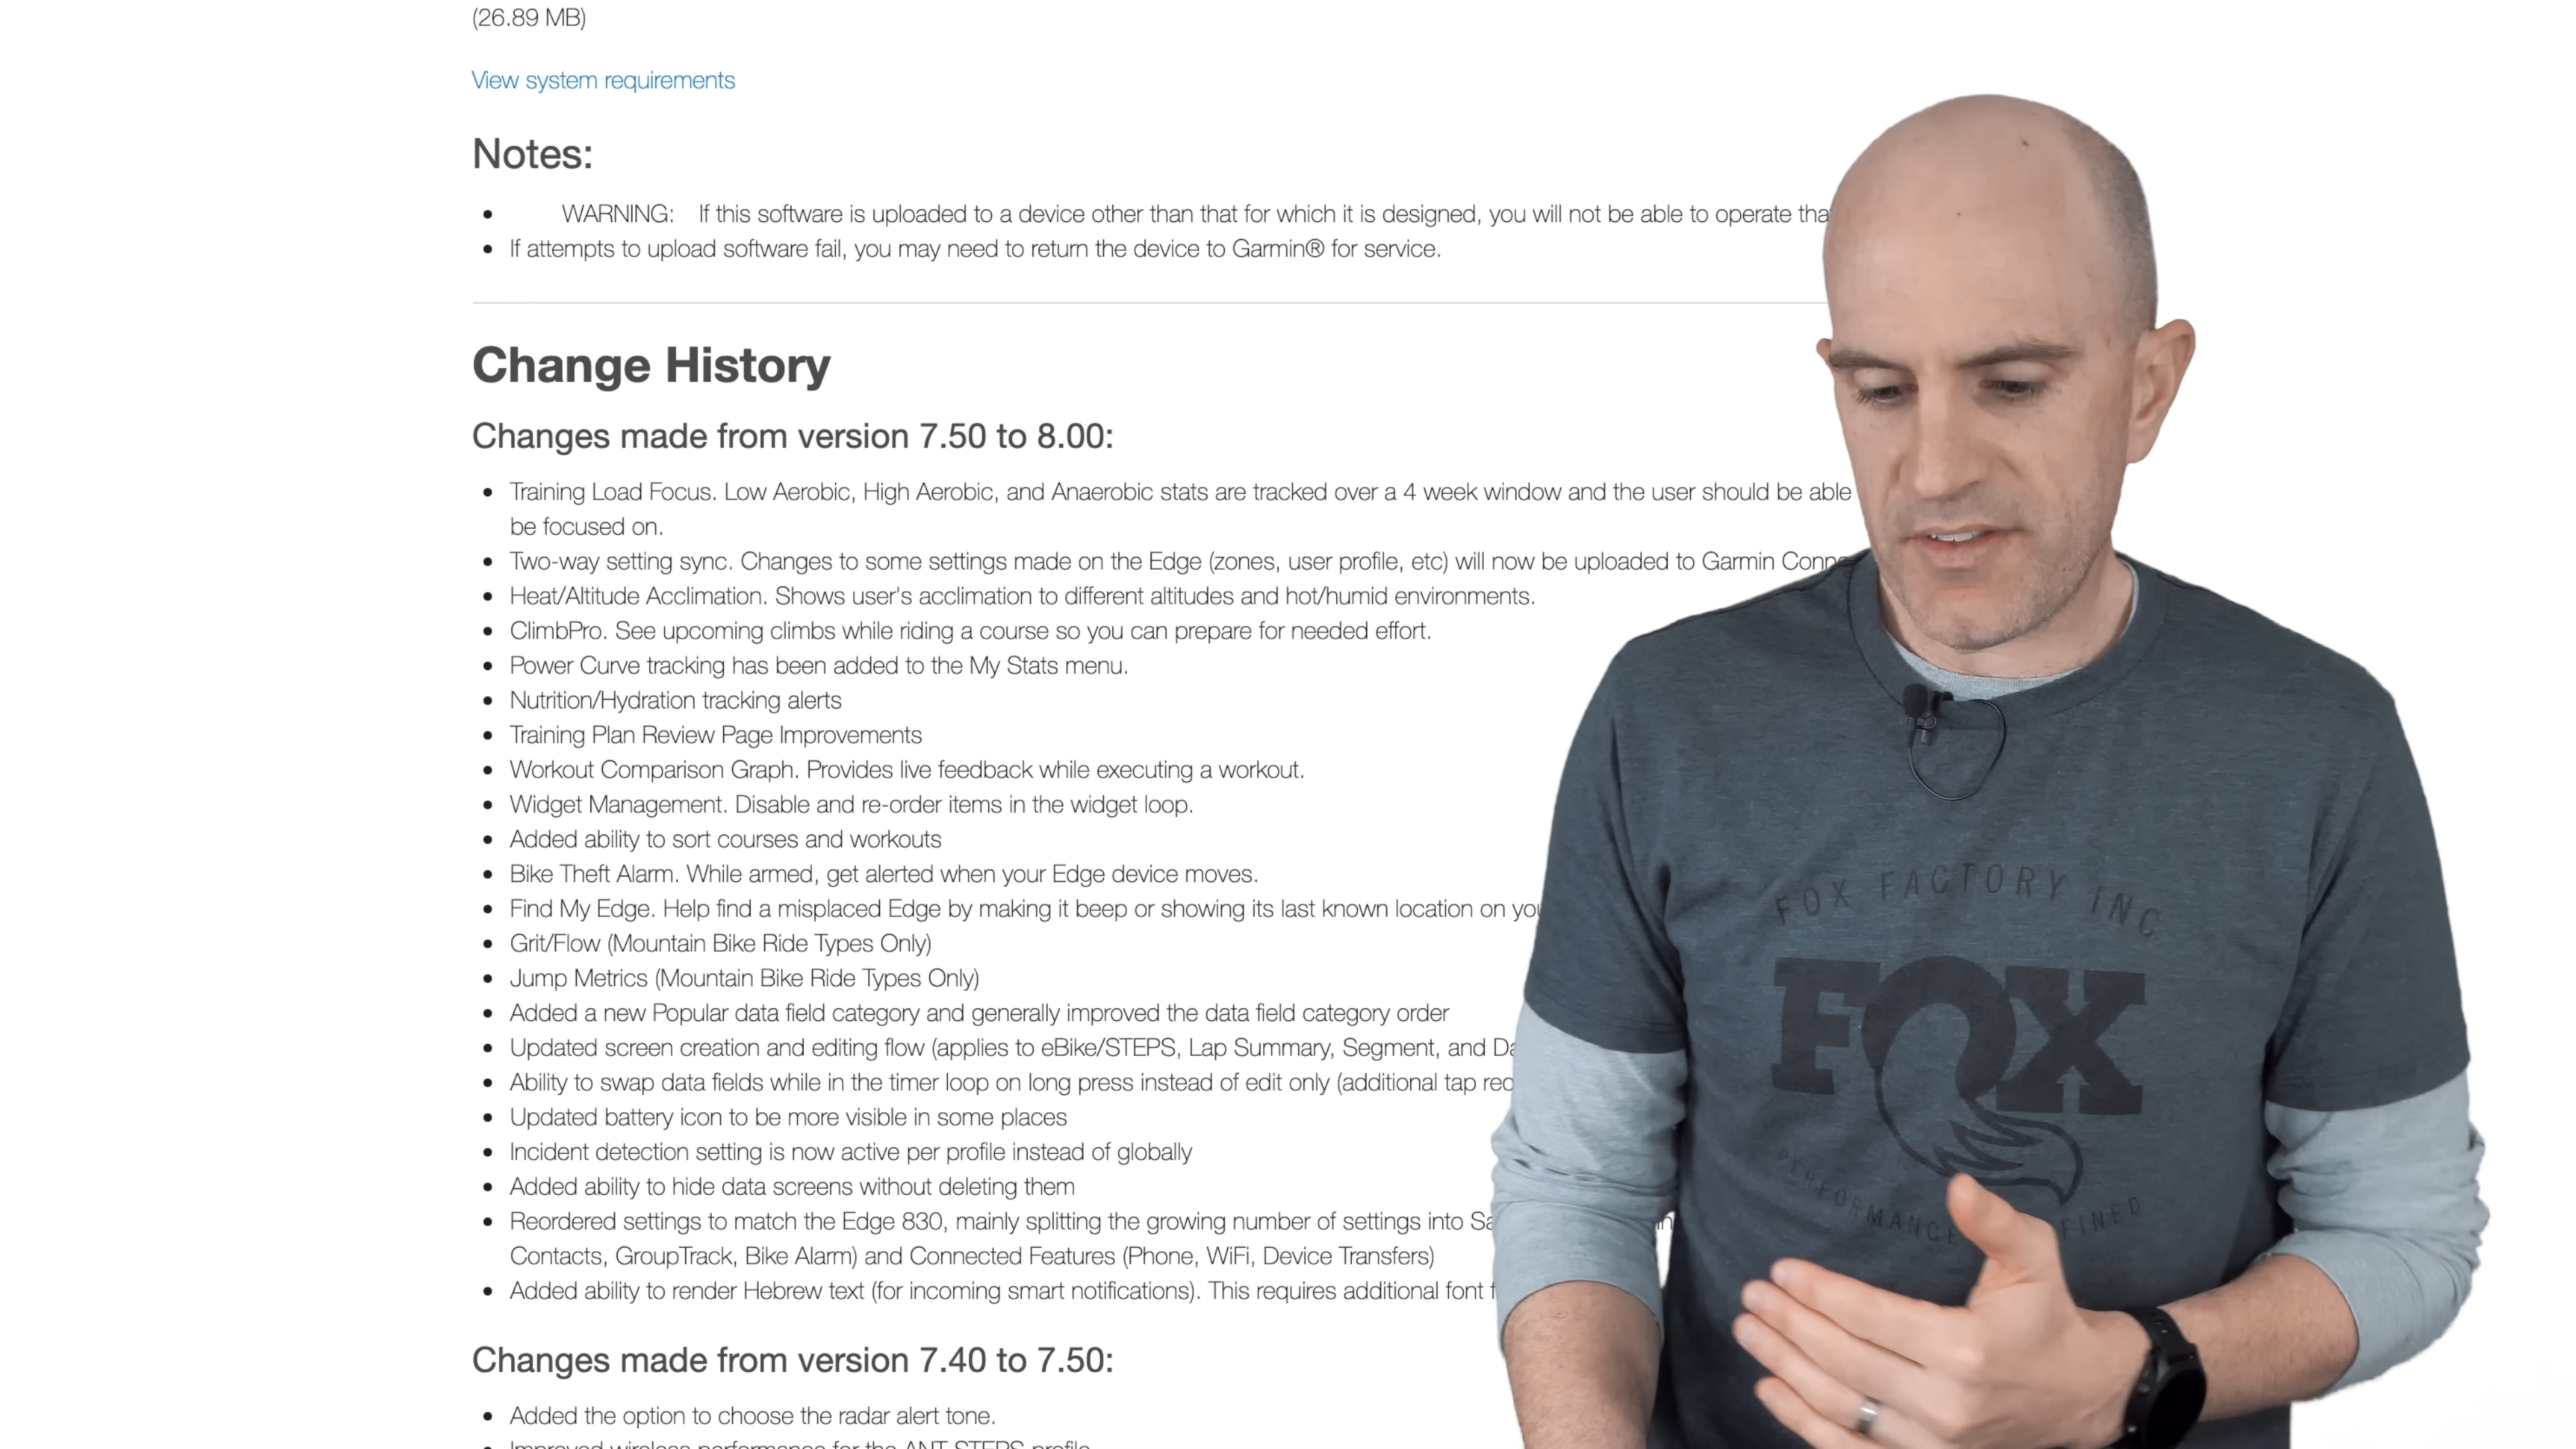 (26.89 MB)
View system requirements
Notes:
• WARNING: If this software is uploaded to a device other than that for which it is designed, you will not be able to operate
• If attempts to upload software fail, you may need to return the device to Garmin® for service.
Change History
Changes made from version 7.50 to 8.00:
• Training Load Focus. Low Aerobic, High Aerobic, and Anaerobic stats are tracked over a 4 week window and the user should be able
be focused on.
• Two-way setting sync. Changes to some settings made on the Edge (zones, user profile, etc) will now be uploaded to Garmin
• Heat/Altitude Acclimation. Shows user's acclimation to different altitudes and hot/humid environments.
• ClimbPro. See upcoming climbs while riding a course so you can prepare for needed effort.
• Power Curve tracking has been added to the My Stats menu.
• Nutrition/Hydration tracking alerts
• Training Plan Review Page Improvements
• Workout Comparison Graph. Provides live feedback while executing a workout.
• Widget Management. Disable and re-order items in the widget loop.
• Added ability to sort courses and workouts
• Bike Theft Alarm. While armed, get alerted when your Edge device moves.
• Find My Edge. Help find a misplaced Edge by making it beep or showing its last known location on
• Grit/Flow (Mountain Bike Ride Types Only)
• Jump Metrics (Mountain Bike Ride Types Only)
• Added a new Popular data field category and generally improved the data field category order
• Updated screen creation and editing flow (applies to eBike/STEPS, Lap Summary, Segment, and
• Ability to swap data fields while in the timer loop on long press instead of edit only (additional tap
• Updated battery icon to be more visible in some places
• Incident detection setting is now active per profile instead of globally
• Added ability to hide data screens without deleting them
• Reordered settings to match the Edge 830, mainly splitting the growing number of settings into
Contacts, GroupTrack, Bike Alarm) and Connected Features (Phone, WiFi, Device Transfers)
• Added ability to render Hebrew text (for incoming smart notifications). This requires additional font
Changes made from version 7.40 to 7.50:
• Added the option to choose the radar alert tone.
• Improved wireless performance for the ANT STEPS profile
FOX FACTORY INC
FOX
PERFORMANCE